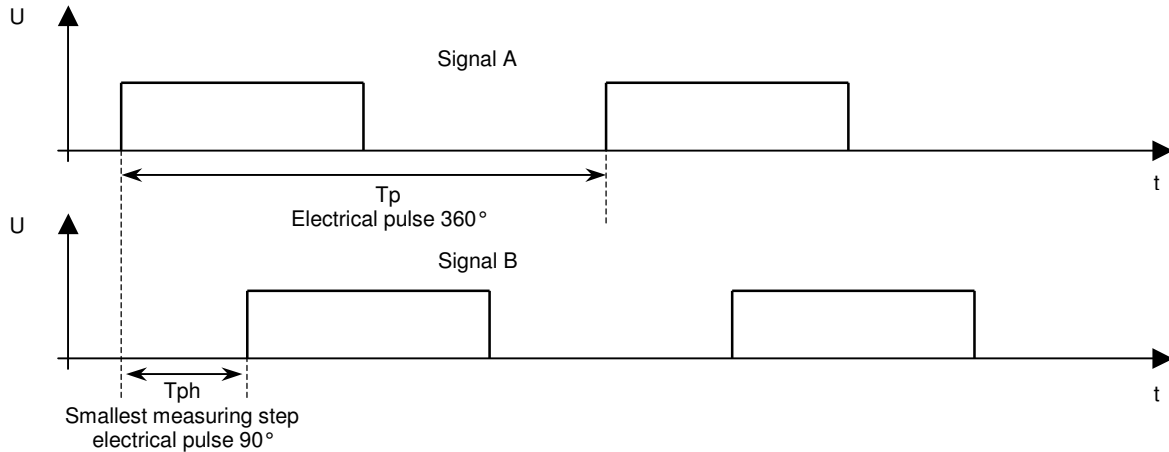 U
Signal A
t
Tp
Electrical pulse 360°
U
Signal B
t
Tph
Smallest measuring step
electrical pulse 90°